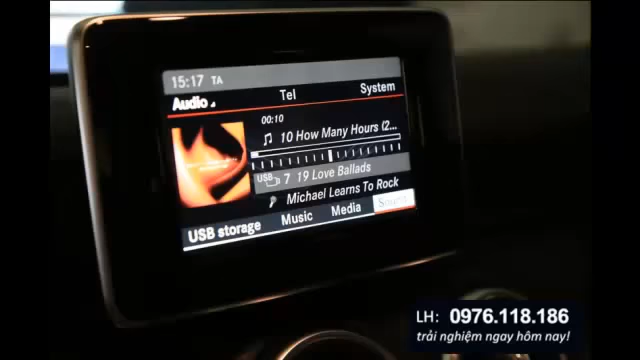 15:17 TA
Audio Tel System
00:10
10 How Many Hours (2...
USB 7 19 Love Ballads
Michael Learns To Rock
USB storage Music Media Sound
LH: 0976.118.186
trải nghiệm ngay hôm nay!